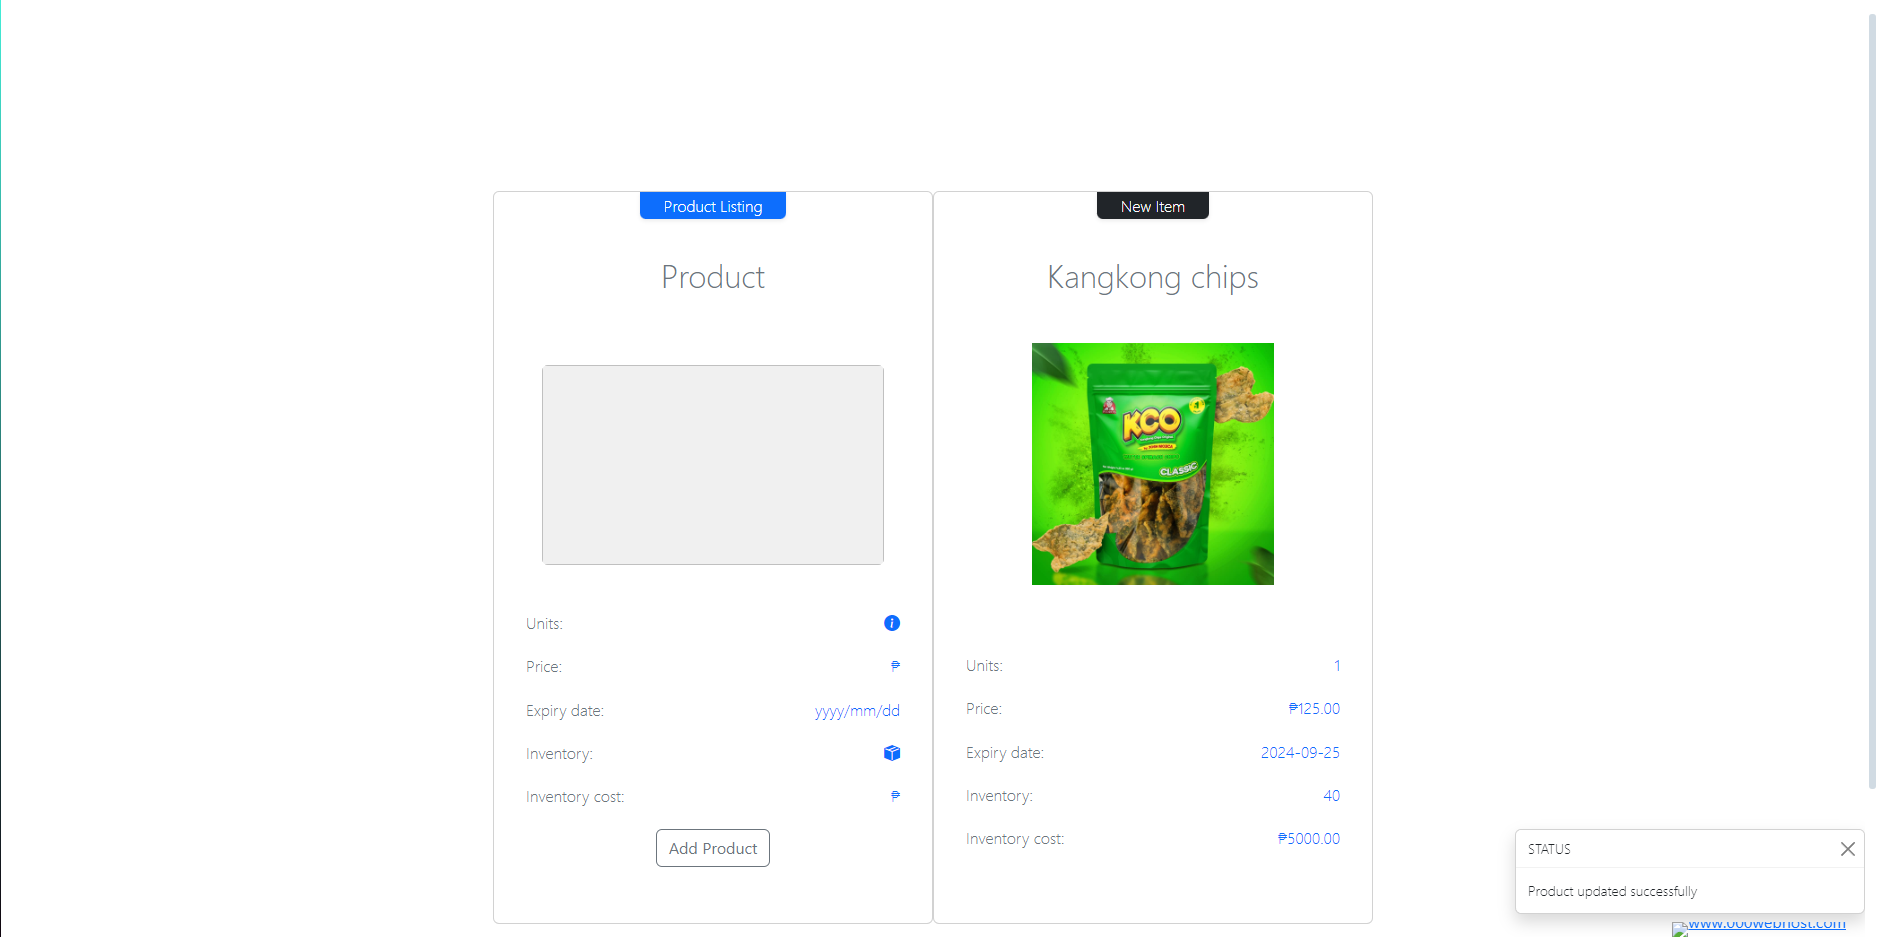 Product Listing
Product
Units:
Price: ₱
Expiry date: yyyy/mm/dd
Inventory:
Inventory cost: ₱
Add Product
New Item
Kangkong chips
KCO
CLASSIC
Units: 1
Price: ₱125.00
Expiry date: 2024-09-25
Inventory: 40
Inventory cost: ₱5000.00
STATUS
Product updated successfully
www.000webhost.com